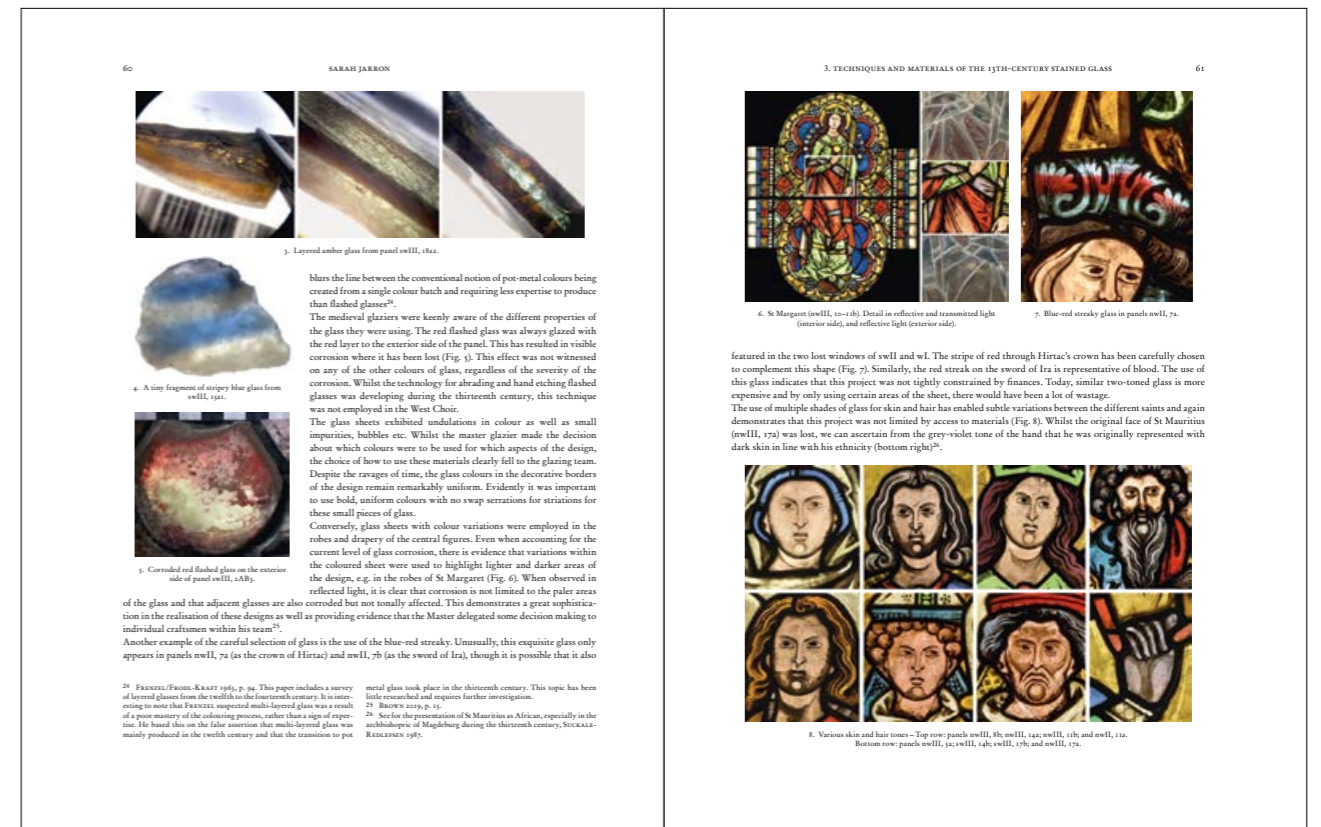 60
SARAH JARRON
3. Layered amber glass from panel swIII, 18a2.
4. A tiny fragment of stripey blue glass from
swIII, 15a1.
5. Corroded red flashed glass on the exterior
side of panel swIII, 2AB3.
blurs the line between the conventional notion of pot-metal colours being
created from a single colour batch and requiring less expertise to produce
than flashed glasses24.
The medieval glaziers were keenly aware of the different properties of
the glass they were using. The red flashed glass was always glazed with
the red layer to the exterior side of the panel. This has resulted in visible
corrosion where it has been lost (Fig. 5). This effect was not witnessed
on any of the other colours of glass, regardless of the severity of the
corrosion. Whilst the technology for abrading and hand etching flashed
glasses was developing during the thirteenth century, this technique
was not employed in the West Choir.
The glass sheets exhibited undulations in colour as well as small
impurities, bubbles etc. Whilst the master glazier made the decision
about which colours were to be used for which aspects of the design,
the choice of how to use these materials clearly fell to the glazing team.
Despite the ravages of time, the glass colours in the decorative borders
of the design remain remarkably uniform. Evidently it was important
to use bold, uniform colours with no swap serrations for striations for
these small pieces of glass.
Conversely, glass sheets with colour variations were employed in the
robes and drapery of the central figures. Even when accounting for the
current level of glass corrosion, there is evidence that variations within
the coloured sheet were used to highlight lighter and darker areas of
the design, e.g. in the robes of St Margaret (Fig. 6). When observed in
reflected light, it is clear that corrosion is not limited to the paler areas
of the glass and that adjacent glasses are also corroded but not tonally affected. This demonstrates a great sophistica-
tion in the realisation of these designs as well as providing evidence that the Master delegated some decision making to
individual craftsmen within his team25.
Another example of the careful selection of glass is the use of the blue-red streaky. Unusually, this exquisite glass only
appears in panels nwII, 7a (as the crown of Hirtac) and nwII, 7b (as the sword of Ira), though it is possible that it also
24 FRENZEL/FRODL-KRAFT 1963, p. 94. This paper includes a survey
of layered glasses from the twelfth to the fourteenth century. It is inter-
esting to note that FRENZEL suspected multi-layered glass was a result
of a poor mastery of the colouring process, rather than a sign of exper-
tise. He based this on the false assertion that multi-layered glass was
mainly produced in the twefth century and that the transition to pot
metal glass took place in the thirteenth century. This topic has been
little researched and requires further investigation.
25 BROWN 2019, p. 15.
26 See for the presentation of St Mauritius as African, especially in the
archbishopric of Magdeburg during the thirteenth century, SUCKALE-
REDLEFSEN 1987.
3. TECHNIQUES AND MATERIALS OF THE 13TH-CENTURY STAINED GLASS
61
6. St Margaret (nwIII, 10–11b). Detail in reflective and transmitted light
(interior side), and reflective light (exterior side).
7. Blue-red streaky glass in panels nwII, 7a.
featured in the two lost windows of swII and wI. The stripe of red through Hirtac's crown has been carefully chosen
to complement this shape (Fig. 7). Similarly, the red streak on the sword of Ira is representative of blood. The use of
this glass indicates that this project was not tightly constrained by finances. Today, similar two-toned glass is more
expensive and by only using certain areas of the sheet, there would have been a lot of wastage.
The use of multiple shades of glass for skin and hair has enabled subtle variations between the different saints and again
demonstrates that this project was not limited by access to materials (Fig. 8). Whilst the original face of St Mauritius
(nwIII, 17a) was lost, we can ascertain from the grey-violet tone of the hand that he was originally represented with
dark skin in line with his ethnicity (bottom right)26.
8. Various skin and hair tones – Top row: panels nwIII, 8b; nwIII, 14a; nwIII, 11b; and nwII, 11a.
Bottom row: panels nwIII, 5a; swIII, 14b; swIII, 17b; and nwIII, 17a.